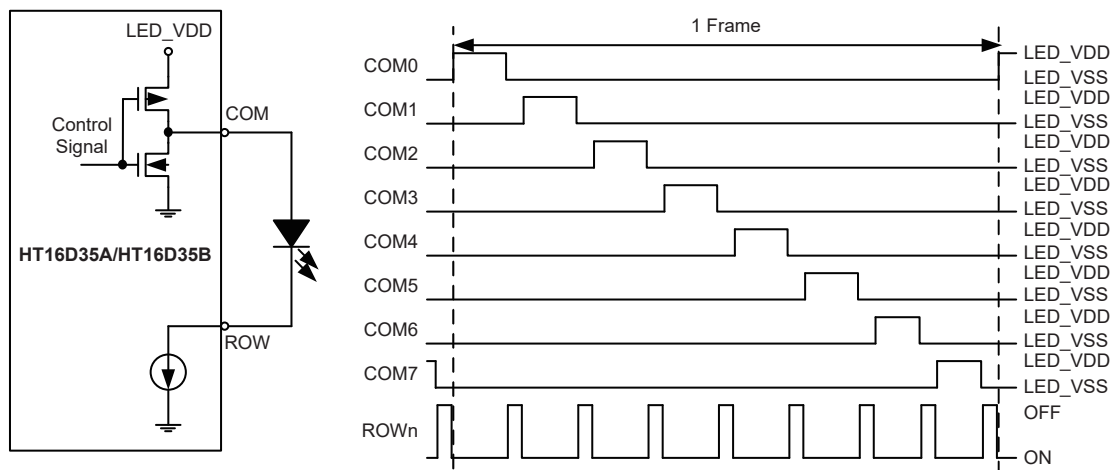 LED_VDD
Control
Signal
COM
HT16D35A/HT16D35B
ROW
1 Frame
COM0
LED_VDD
LED_VSS
COM1
LED_VDD
LED_VSS
COM2
LED_VDD
LED_VSS
COM3
LED_VDD
LED_VSS
COM4
LED_VDD
LED_VSS
COM5
LED_VDD
LED_VSS
COM6
LED_VDD
LED_VSS
COM7
LED_VDD
LED_VSS
ROWn
OFF
ON